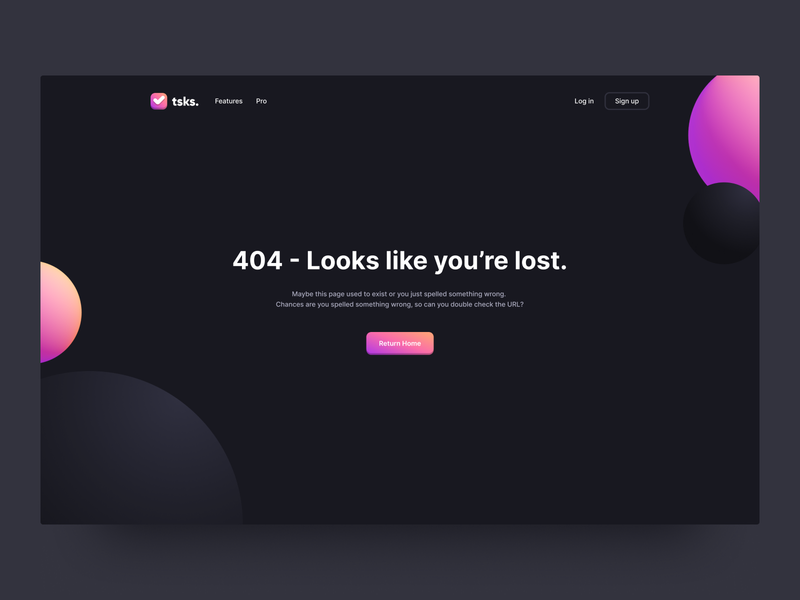 tsks.
Features
Pro
Log in
Sign up
404 - Looks like you’re lost.
Maybe this page used to exist or you just spelled something wrong.
Chances are you spelled something wrong, so can you double check the URL?
Return Home